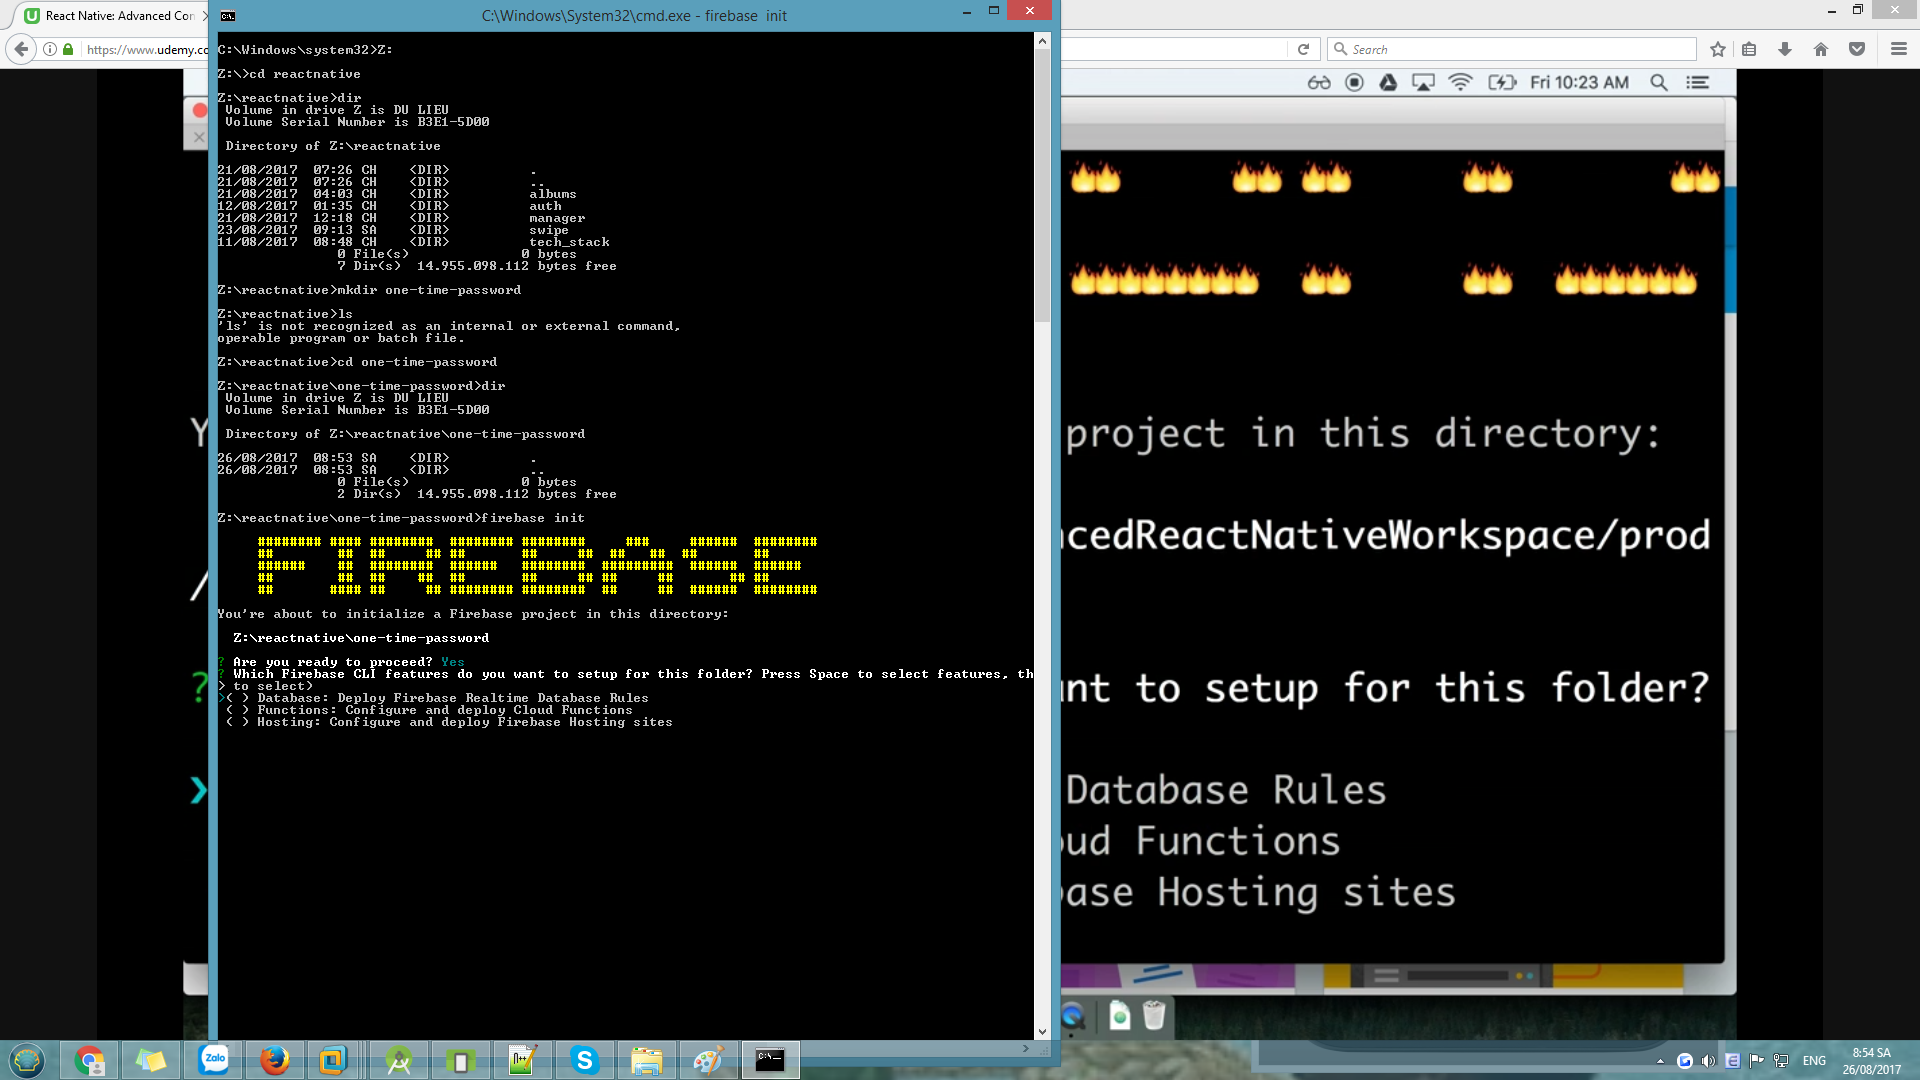 React Native: Advanced Con
C:\Windows\System32\cmd.exe - firebase  init
https://www.udemy.co
Search
Fri 10:23 AM
C:\Windows\system32>Z:
Z:\>cd reactnative
Z:\reactnative>dir
Volume in drive Z is DU LIEU
Volume Serial Number is B3E1-5D00
Directory of Z:\reactnative
21/08/2017  07:26 CH    <DIR>          .
21/08/2017  07:26 CH    <DIR>          ..
21/08/2017  04:03 CH    <DIR>          albums
12/08/2017  01:35 CH    <DIR>          auth
21/08/2017  12:18 CH    <DIR>          manager
23/08/2017  09:13 SA    <DIR>          swipe
11/08/2017  08:48 CH    <DIR>          tech_stack
0 File(s)              0 bytes
7 Dir(s)  14.955.098.112 bytes free
Z:\reactnative>mkdir one-time-password
Z:\reactnative>ls
'ls' is not recognized as an internal or external command,
operable program or batch file.
Z:\reactnative>cd one-time-password
Z:\reactnative\one-time-password>dir
Volume in drive Z is DU LIEU
Volume Serial Number is B3E1-5D00
Directory of Z:\reactnative\one-time-password
26/08/2017  08:53 SA    <DIR>          .
26/08/2017  08:53 SA    <DIR>          ..
0 File(s)              0 bytes
2 Dir(s)  14.955.098.112 bytes free
Z:\reactnative\one-time-password>firebase init
FIREBASE
You're about to initialize a Firebase project in this directory:
Z:\reactnative\one-time-password
? Are you ready to proceed? Yes
? Which Firebase CLI features do you want to setup for this folder? Press Space to select features, th
> to select)
>( ) Database: Deploy Firebase Realtime Database Rules
( ) Functions: Configure and deploy Cloud Functions
( ) Hosting: Configure and deploy Firebase Hosting sites
Y
project in this directory:
/
ncedReactNativeWorkspace/prod
?
nt to setup for this folder?
❯
Database Rules
oud Functions
base Hosting sites
Zalo
ENG
8:54 SA
26/08/2017